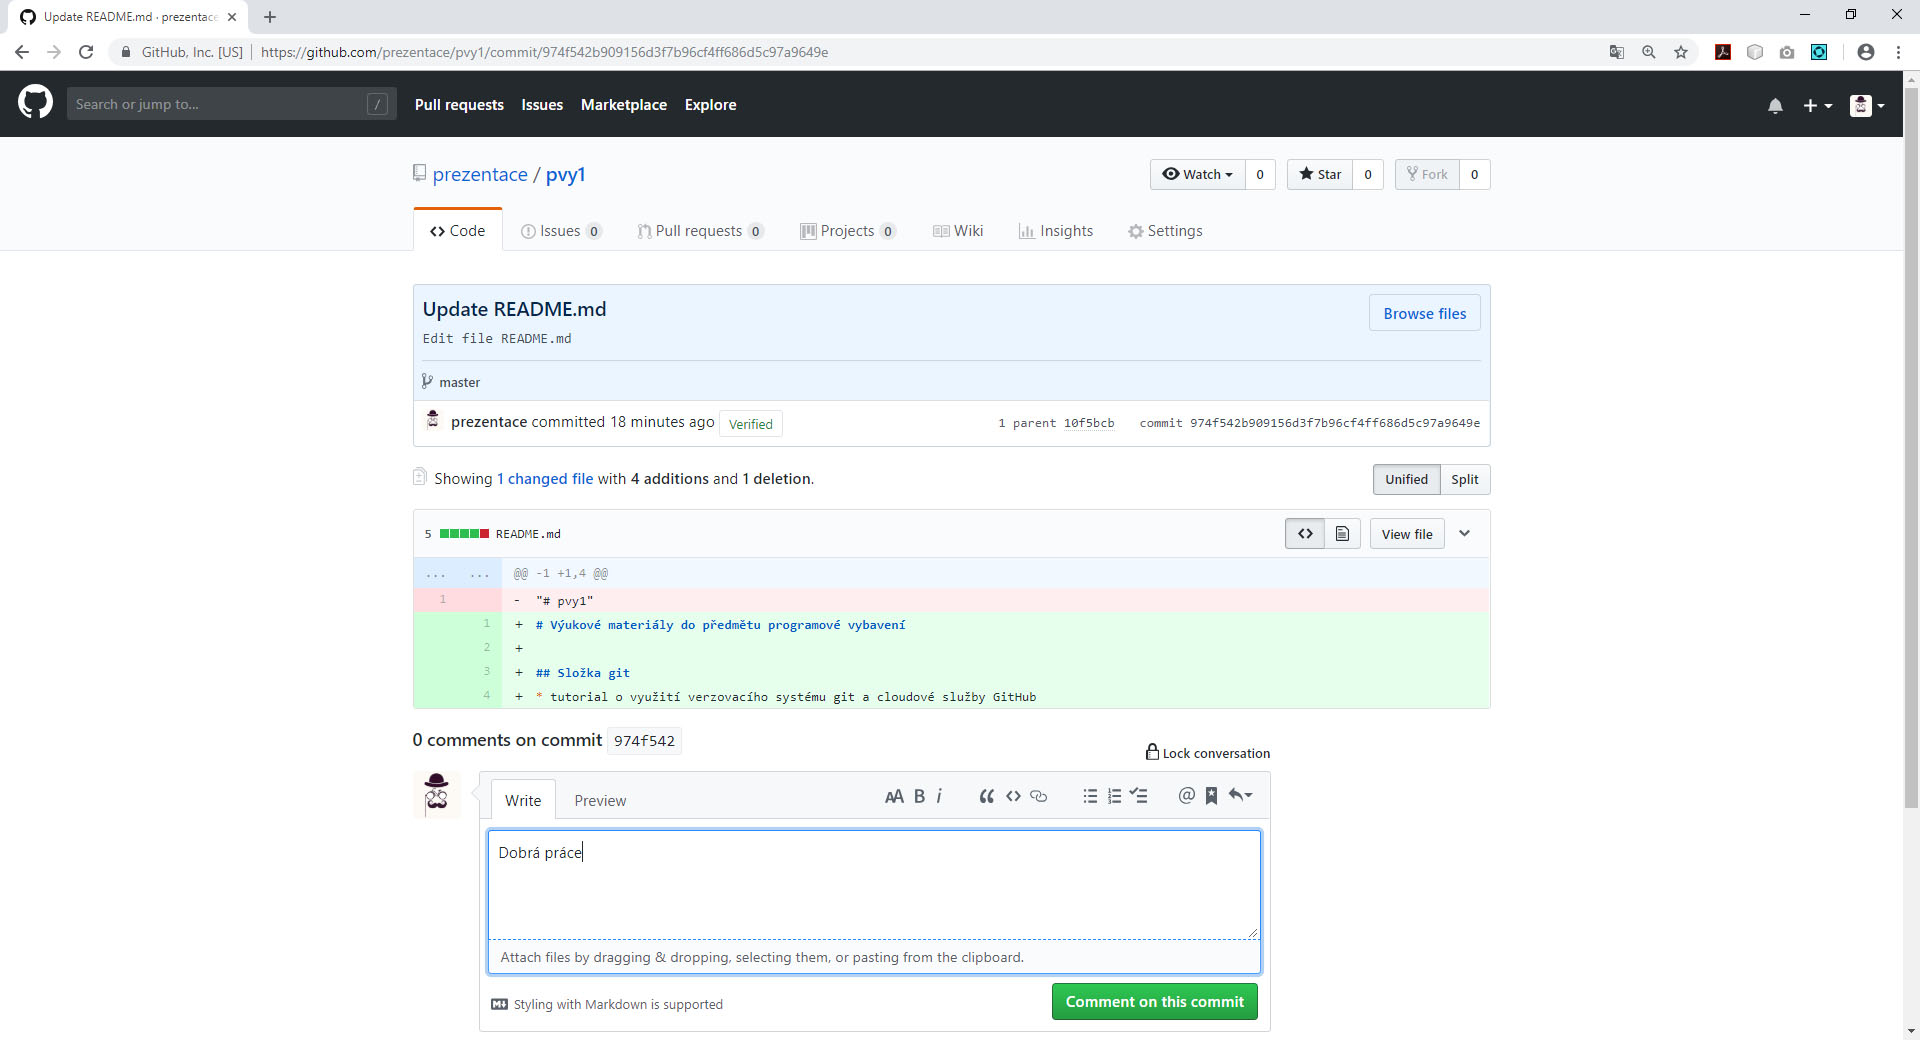 Update README.md · prezentace
GitHub, Inc. [US] https://github.com/prezentace/pvy1/commit/974f542b909156d3f7b96cf4ff686d5c97a9649e
Search or jump to... / Pull requests Issues Marketplace Explore
prezentace / pvy1 Watch 0 Star 0 Fork 0
Code Issues 0 Pull requests 0 Projects 0 Wiki Insights Settings
Update README.md Browse files
Edit file README.md
master
prezentace committed 18 minutes ago Verified 1 parent 10f5bcb commit 974f542b909156d3f7b96cf4ff686d5c97a9649e
Showing 1 changed file with 4 additions and 1 deletion. Unified Split
5 README.md <> View file
... ... @@ -1 +1,4 @@
1 - "# pvy1"
1 + # Výukové materiály do předmětu programové vybavení
2 +
3 + ## Složka git
4 + * tutorial o využití verzovacího systému git a cloudové služby GitHub
0 comments on commit 974f542
Lock conversation
Write Preview AA B i “ <> @
Dobrá práce
Attach files by dragging & dropping, selecting them, or pasting from the clipboard.
M↓ Styling with Markdown is supported Comment on this commit